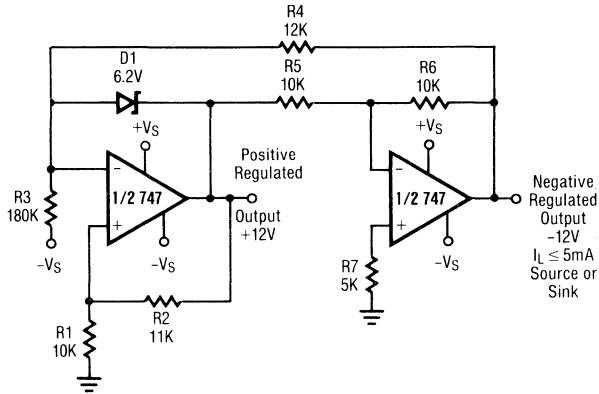 R4
12K
D1
6.2V
R5
10K
R6
10K
+VS
+VS
–
1/2 747
+
–
1/2 747
+
Positive
Regulated
Output
+12V
R3
180K
–VS
–VS
–VS
R7
5K
R2
11K
R1
10K
Negative
Regulated
Output
–12V
IL ≤ 5mA
Source or
Sink